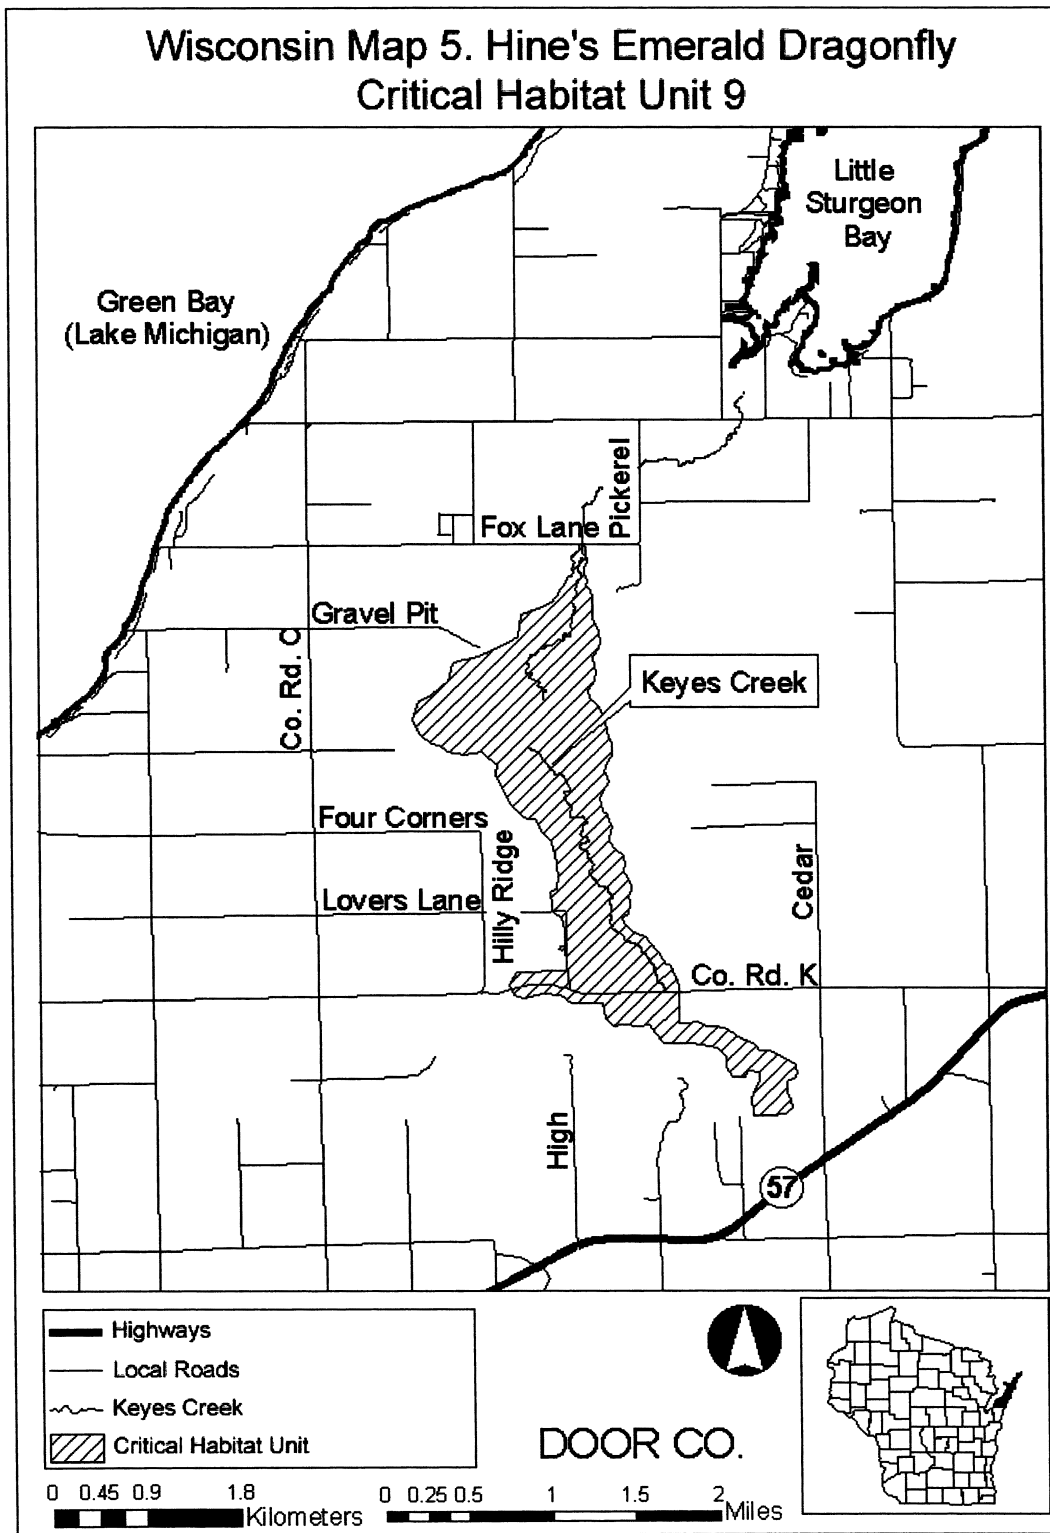 Wisconsin Map 5. Hine's Emerald Dragonfly
Critical Habitat Unit 9
Little
Sturgeon
Bay
Green Bay
(Lake Michigan)
Pickerel
Fox Lane
Gravel Pit
Co. Rd. C
Keyes Creek
Four Corners
Hilly Ridge
Cedar
Lovers Lane
Co. Rd. K
High
57
Highways
Local Roads
Keyes Creek
Critical Habitat Unit
DOOR CO.
0 0.45 0.9 1.8
Kilometers
0 0.25 0.5 1 1.5 2
Miles